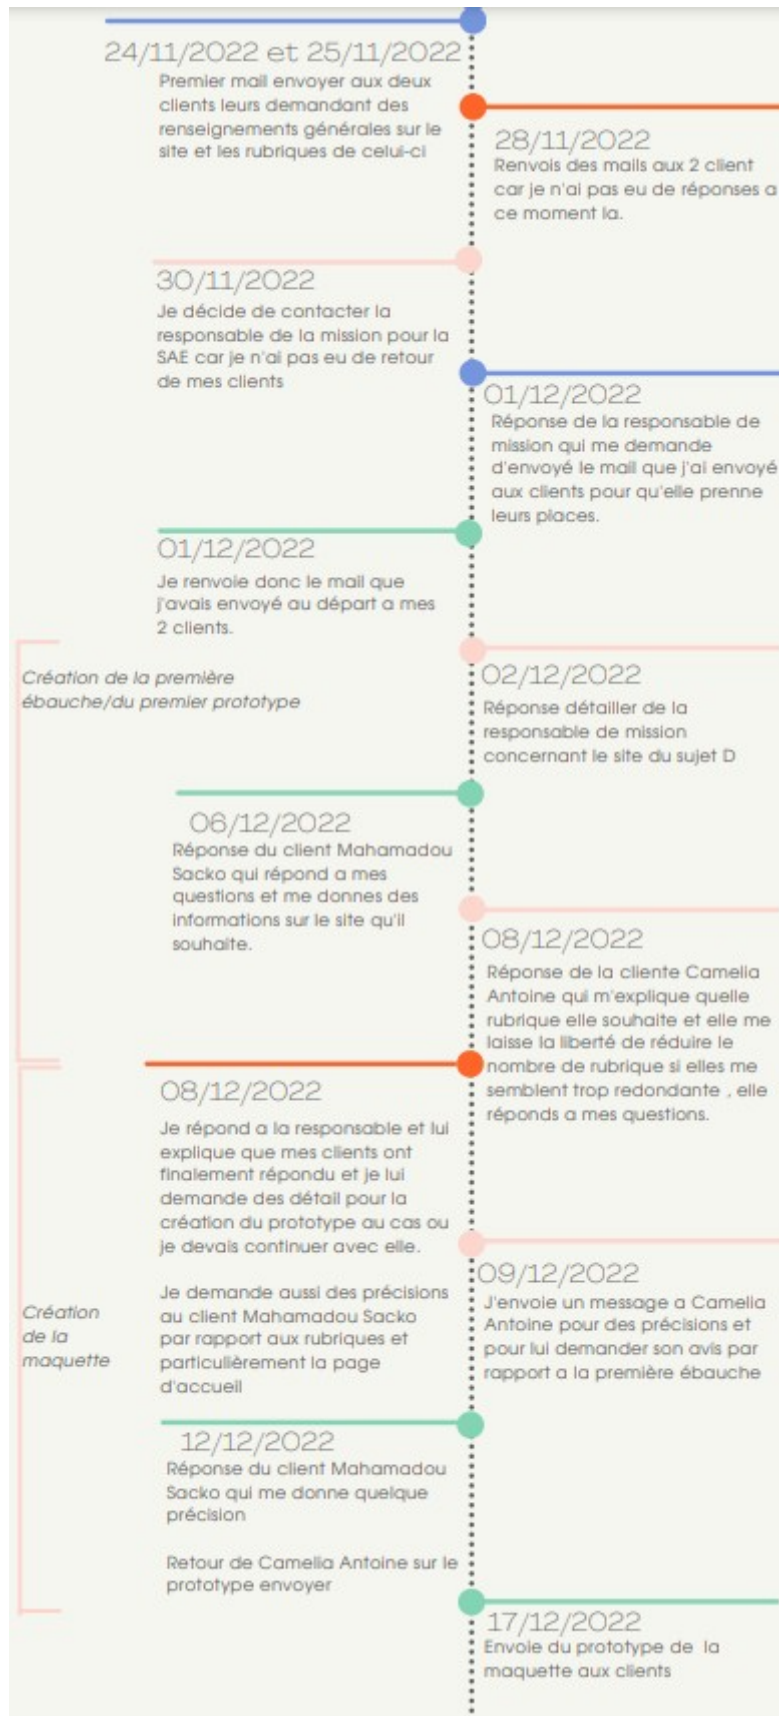 24/11/2022 et 25/11/2022
Premier mail envoyer aux deux
clients leurs demandant des
renseignements générales sur le
site et les rubriques de celui-ci
28/11/2022
Renvois des mails aux 2 client
car je n'ai pas eu de réponses a
ce moment la.
30/11/2022
Je décide de contacter la
responsable de la mission pour la
SAE car je n'ai pas eu de retour
de mes clients
01/12/2022
Réponse de la responsable de
mission qui me demande
d'envoyé le mail que j'ai envoyé
aux clients pour qu'elle prenne
leurs places.
01/12/2022
Je renvoie donc le mail que
j'avais envoyé au départ a mes
2 clients.
Création de la première
ébauche/du premier prototype
02/12/2022
Réponse détailler de la
responsable de mission
concernant le site du sujet D
06/12/2022
Réponse du client Mahamadou
Sacko qui répond a mes
questions et me donnes des
informations sur le site qu'il
souhaite.
08/12/2022
Réponse de la cliente Camelia
Antoine qui m'explique quelle
rubrique elle souhaite et elle me
laisse la liberté de réduire le
nombre de rubrique si elles me
semblent trop redondante , elle
réponds a mes questions.
08/12/2022
Je répond a la responsable et lui
explique que mes clients ont
finalement répondu et je lui
demande des détail pour la
création du prototype au cas ou
je devais continuer avec elle.
Je demande aussi des précisions
au client Mahamadou Sacko
par rapport aux rubriques et
particulièrement la page
d'accueil
Création
de la
maquette
09/12/2022
J'envoie un message a Camelia
Antoine pour des précisions et
pour lui demander son avis par
rapport a la première ébauche
12/12/2022
Réponse du client Mahamadou
Sacko qui me donne quelque
précision
Retour de Camelia Antoine sur le
prototype envoyer
17/12/2022
Envoie du prototype de la
maquette aux clients